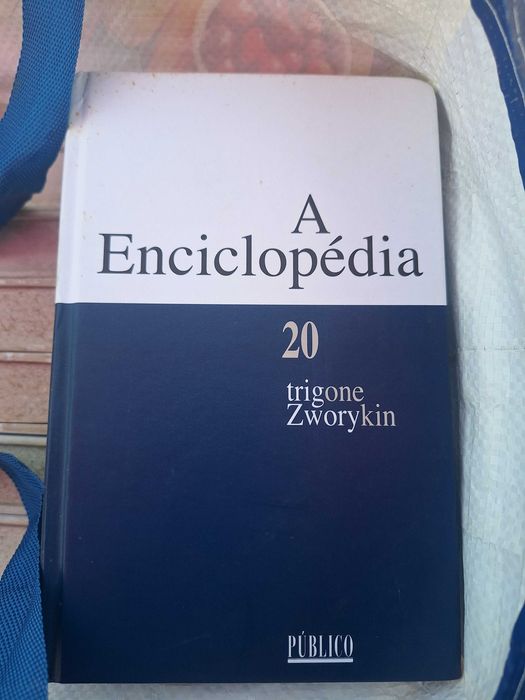 A
Enciclopédia
20
trigone
Zworykin
PÚBLICO